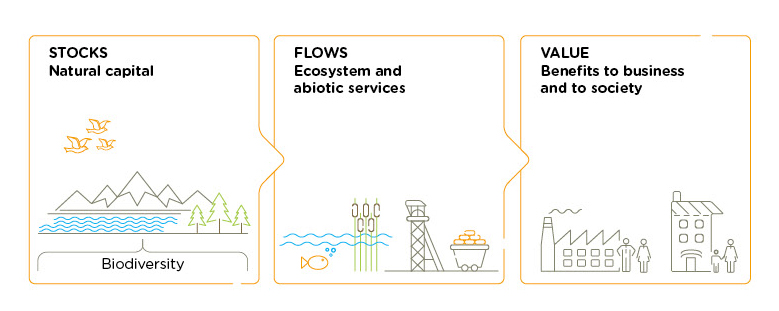 STOCKS
Natural capital
Biodiversity
FLOWS
Ecosystem and
abiotic services
VALUE
Benefits to business
and to society